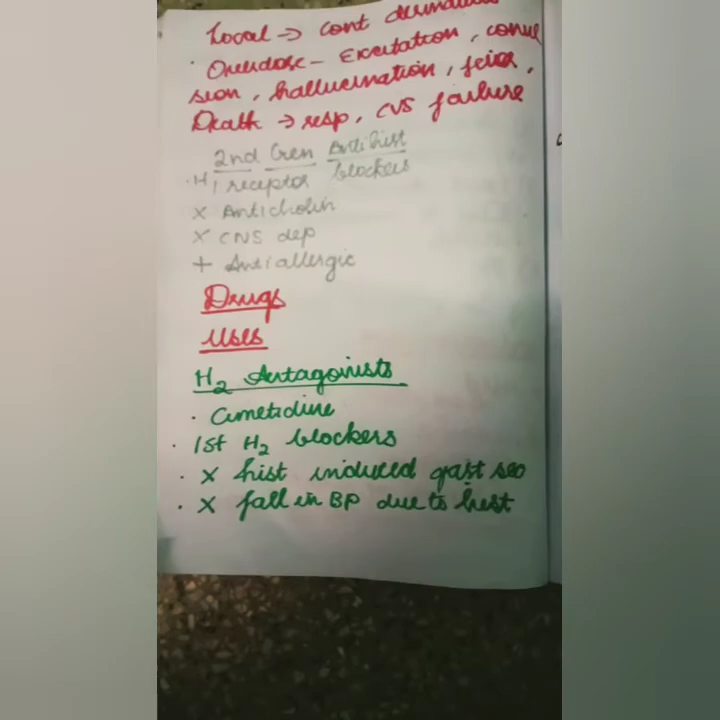 Local → cont dermati
· Overdose - Excitation, convul
sion, hallucination, fever,
Death → resp, CVS failure
2nd Gen Antihist
· H1 receptor blockers
x Anticholin
x CNS dep
+ Antiallergic
Drugs
Uses
H2 Antagonists
· Cimetidine
· 1st H2 blockers
· x hist induced gast sec
· x fall in BP due to hist